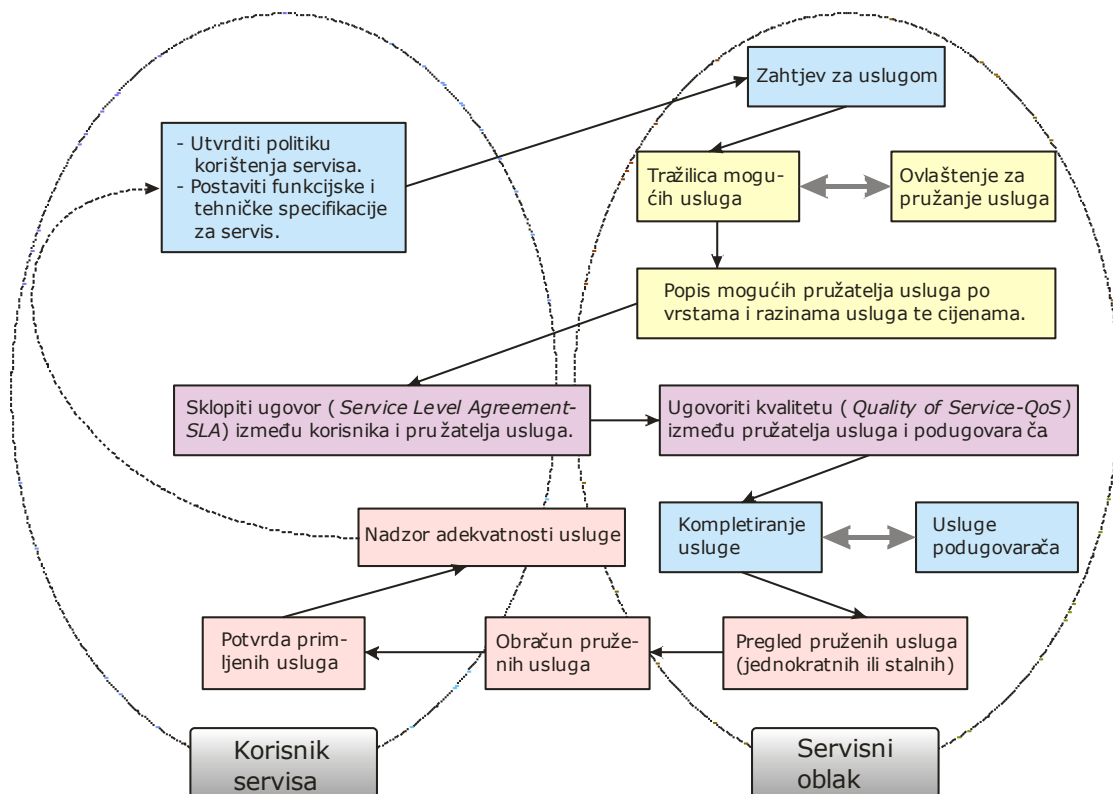 Zahtjev za uslugom
- Utvrditi politiku
korištenja servisa.
- Postaviti funkcijske i
tehničke specifikacije
za servis.
Tražilica mogu-
ćih usluga
Ovlaštenje za
pružanje usluga
Popis mogućih pružatelja usluga po
vrstama i razinama usluga te cijenama.
Sklopiti ugovor (Service Level Agreement-
SLA) između korisnika i pružatelja usluga.
Ugovoriti kvalitetu (Quality of Service-QoS)
između pružatelja usluga i podugovarača.
Nadzor adekvatnosti usluge
Kompletiranje
usluge
Usluge
podugovarača
Potvrda prim-
ljenih usluga
Obračun pruže-
nih usluga
Pregled pruženih usluga
(jednokratnih ili stalnih)
Korisnik
servisa
Servisni
oblak